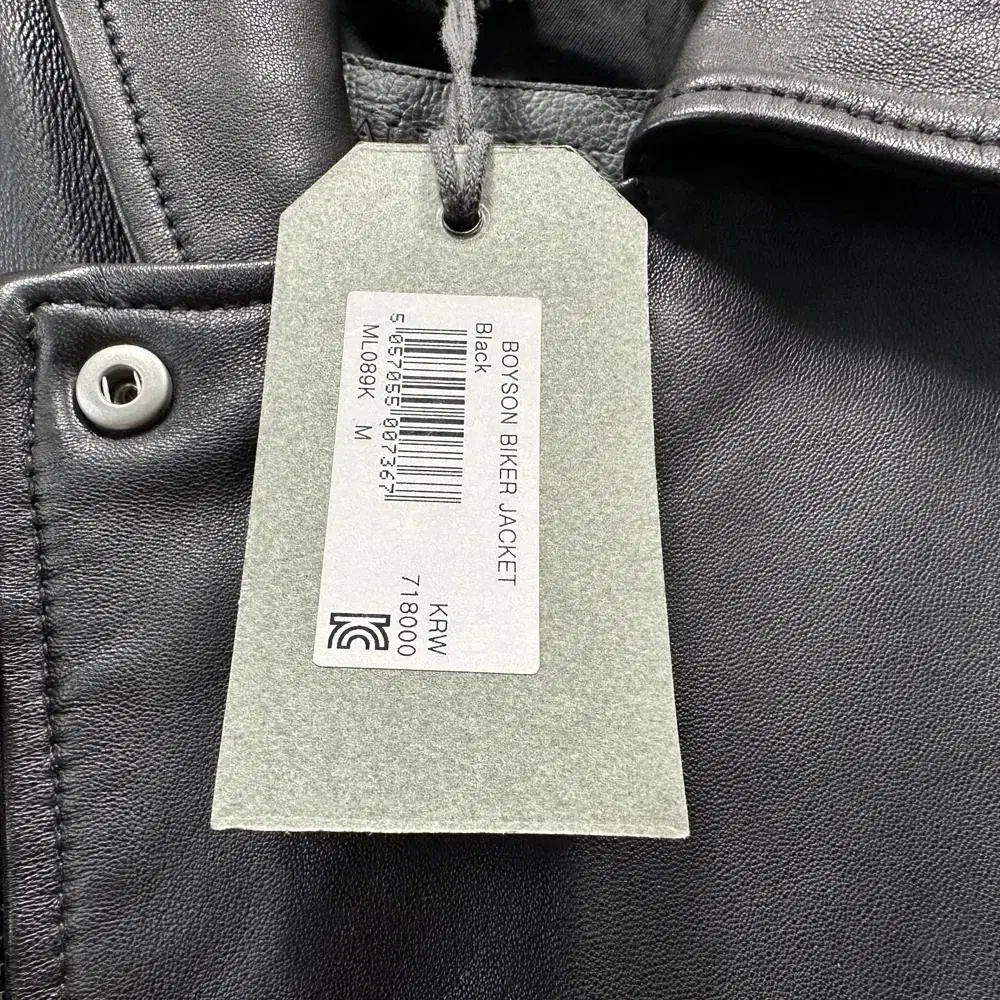 BOYSON BIKER JACKET
Black
5 057055 007367
ML089K M
KRW
718000